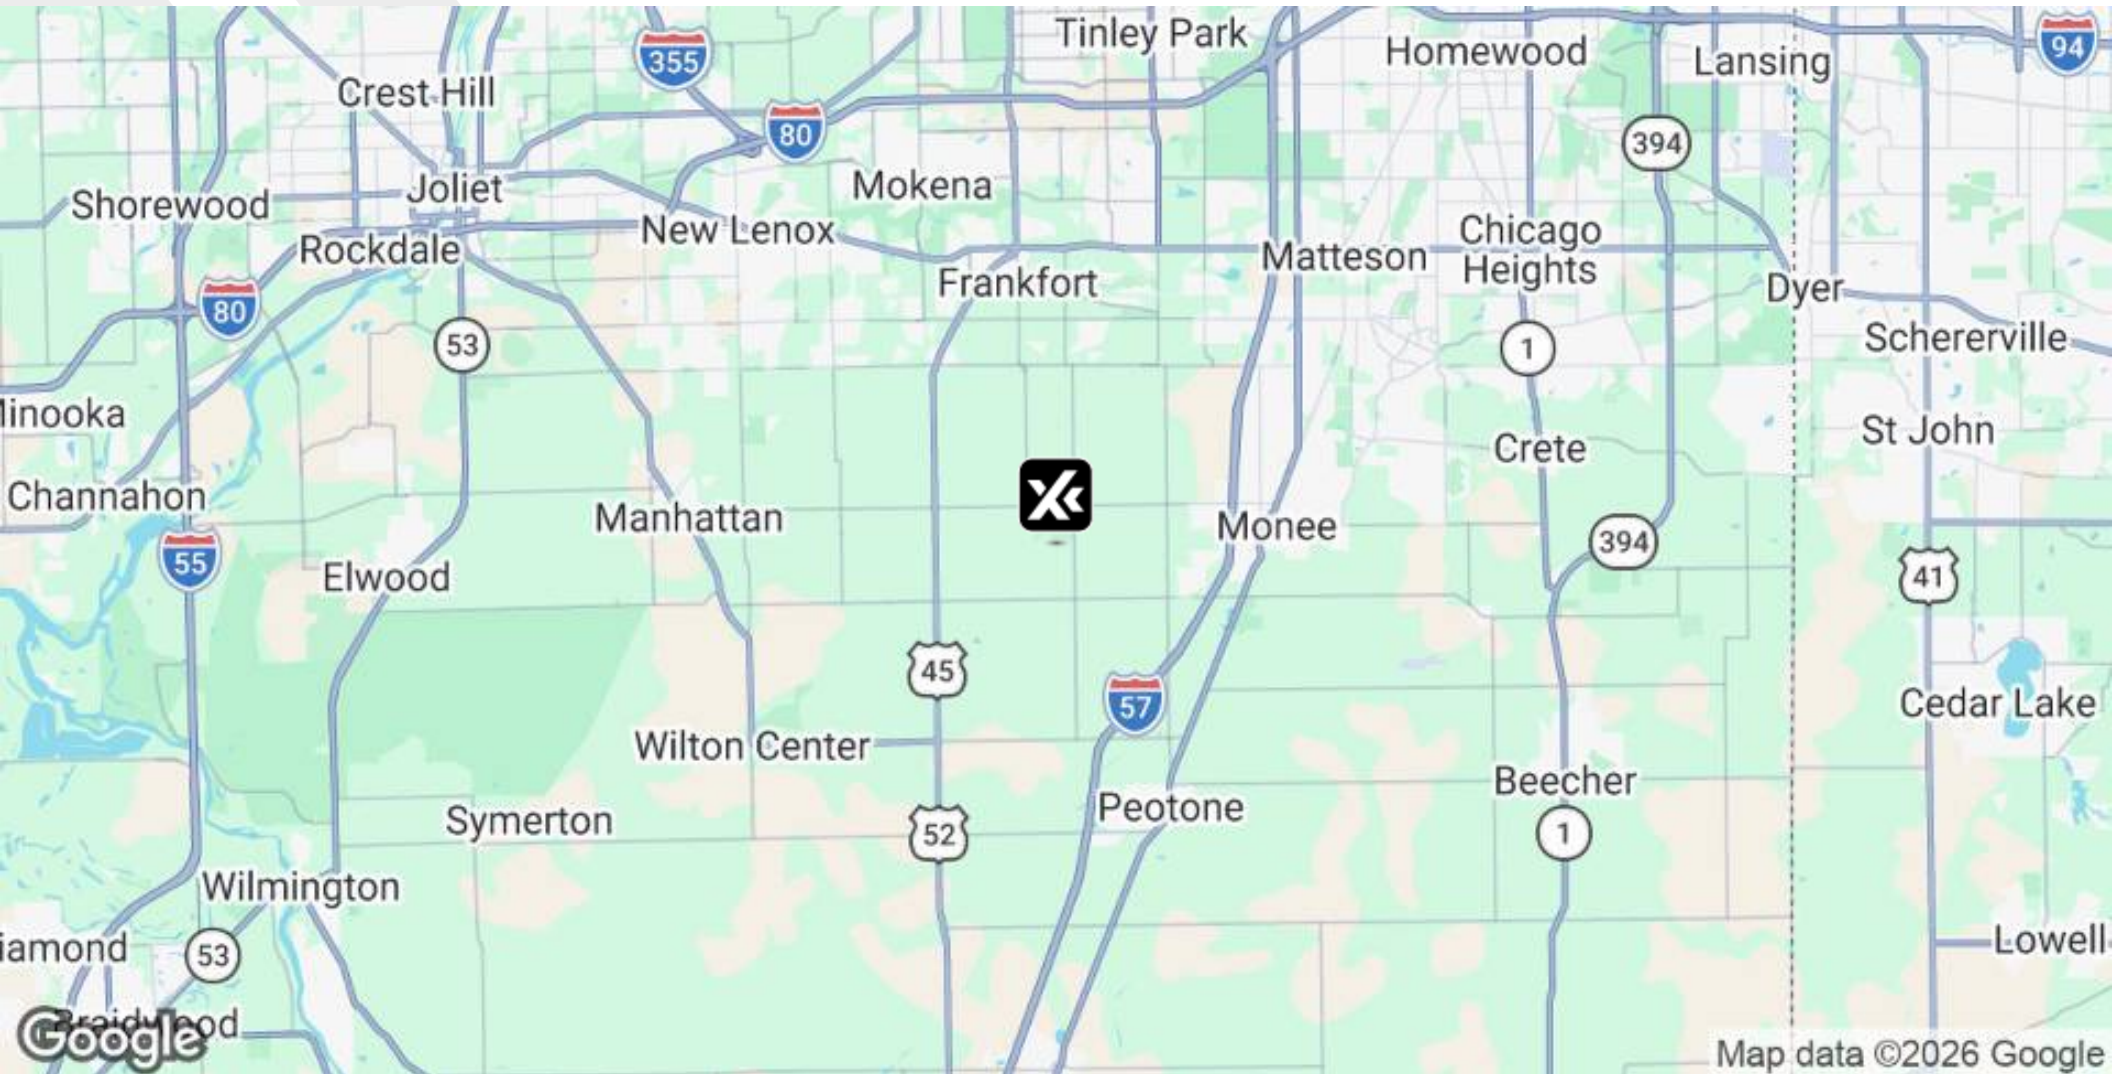 Tinley Park
Homewood
Lansing
94
355
Crest Hill
80
394
Joliet
Mokena
Shorewood
New Lenox
Rockdale
Chicago
Heights
Matteson
Frankfort
Dyer
80
53
1
Schererville
Minooka
St John
Crete
Channahon
Manhattan
Monee
394
55
Elwood
41
45
57
Cedar Lake
Wilton Center
Beecher
Peotone
Symerton
52
1
Wilmington
iamond
53
Lowell
Braidwood
Google
Map data ©2026 Google